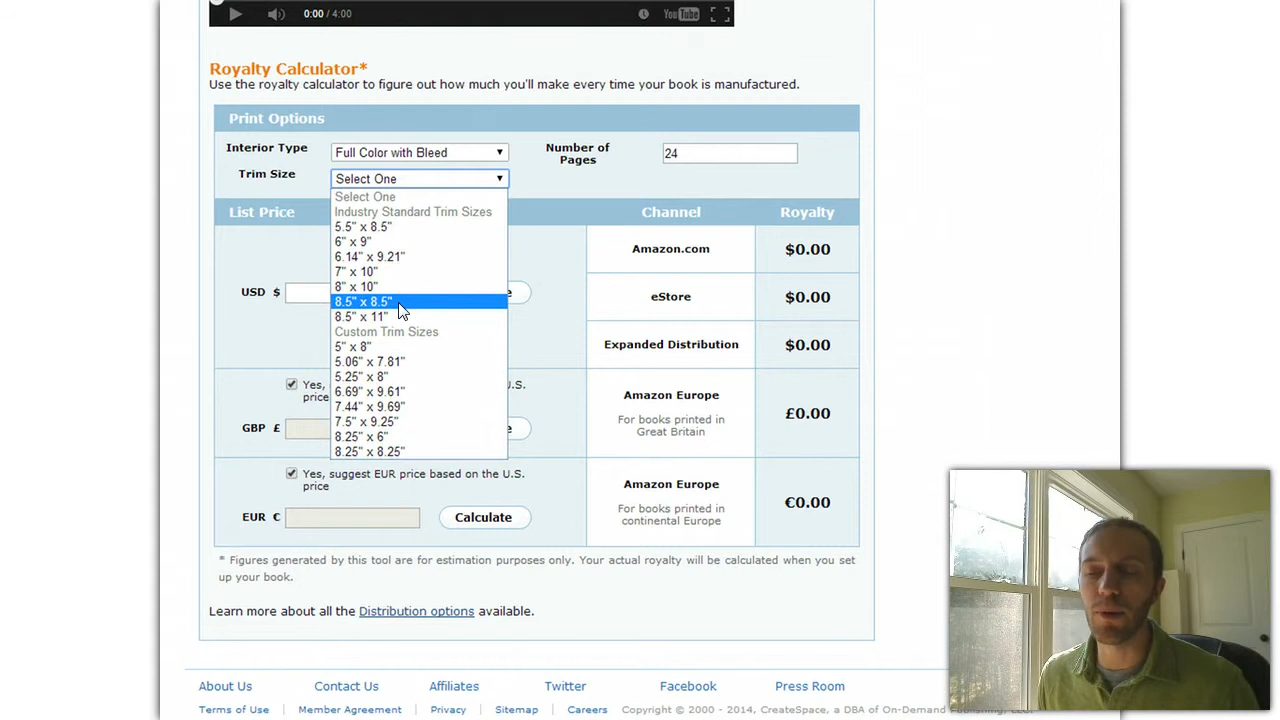 0:00 / 4:00
YouTube
Royalty Calculator*
Use the royalty calculator to figure out how much you'll make every time your book is manufactured.
Print Options
Interior Type
Full Color with Bleed
Number of
Pages
24
Trim Size
Select One
Select One
Industry Standard Trim Sizes
5.5" x 8.5"
6" x 9"
6.14" x 9.21"
7" x 10"
8" x 10"
8.5" x 8.5"
8.5" x 11"
Custom Trim Sizes
5" x 8"
5.06" x 7.81"
5.25" x 8"
6.69" x 9.61"
7.44" x 9.69"
7.5" x 9.25"
8.25" x 6"
8.25" x 8.25"
List Price
Channel
Royalty
USD $
Amazon.com
$0.00
eStore
$0.00
Expanded Distribution
$0.00
Yes,
U.S.
price
GBP £
Amazon Europe
For books printed in
Great Britain
£0.00
Yes, suggest EUR price based on the U.S.
price
EUR €
Calculate
Amazon Europe
For books printed in
continental Europe
€0.00
* Figures generated by this tool are for estimation purposes only. Your actual royalty will be calculated when you set
up your book.
Learn more about all the Distribution options available.
About Us
Contact Us
Affiliates
Twitter
Facebook
Press Room
Terms of Use
Member Agreement
Privacy
Sitemap
Careers
Copyright © 2000 - 2014, CreateSpace, a DBA of On-Demand Publishing,